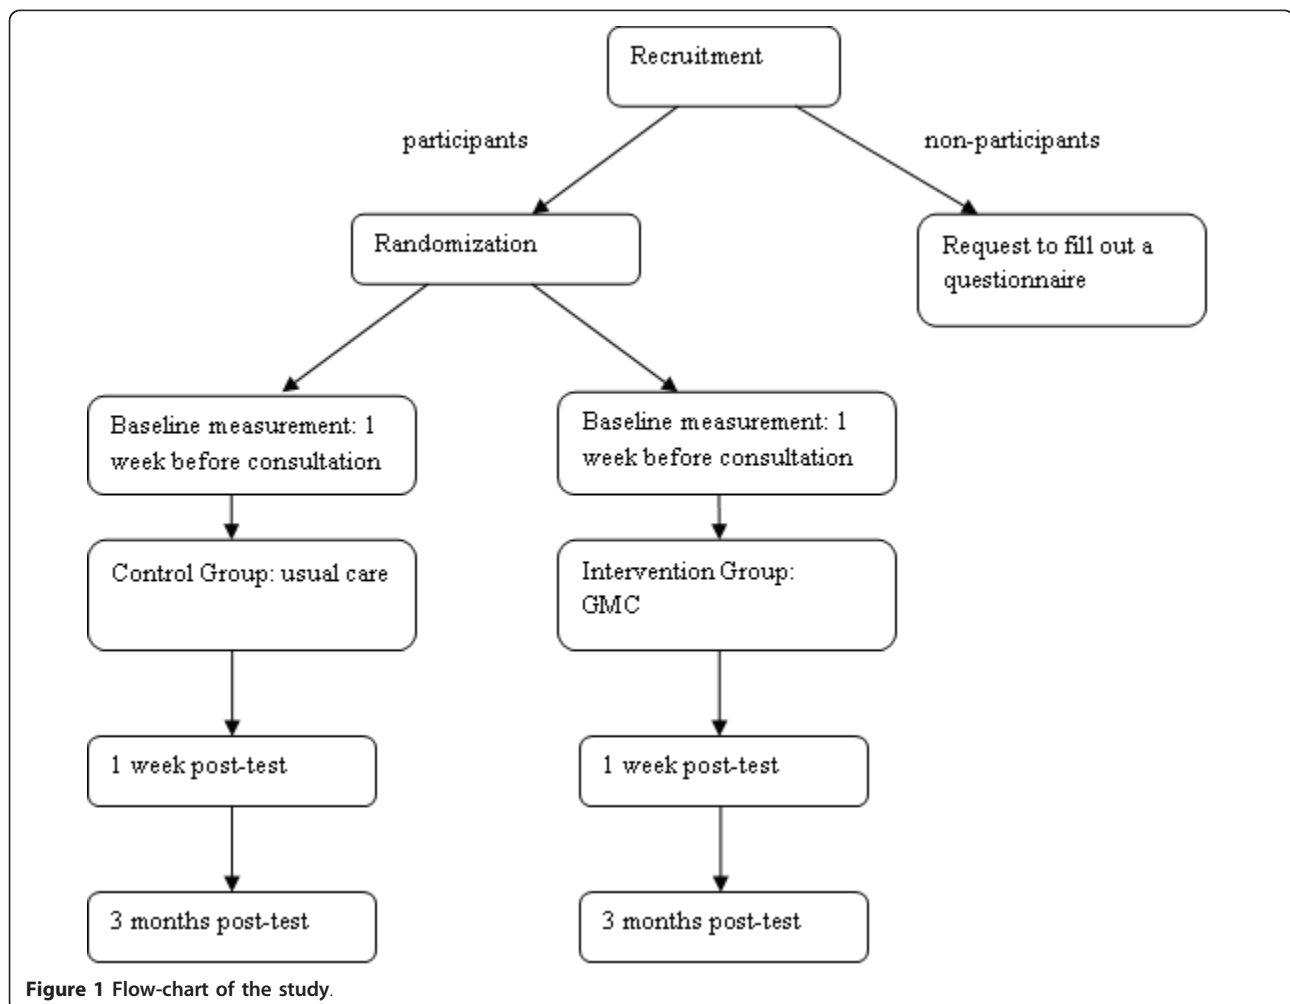 Recruitment
participants
non-participants
Randomization
Request to fill out a
questionnaire
Baseline measurement: 1
week before consultation
Baseline measurement: 1
week before consultation
Control Group: usual care
Intervention Group:
GMC
1 week post-test
1 week post-test
3 months post-test
3 months post-test
Figure 1 Flow-chart of the study.